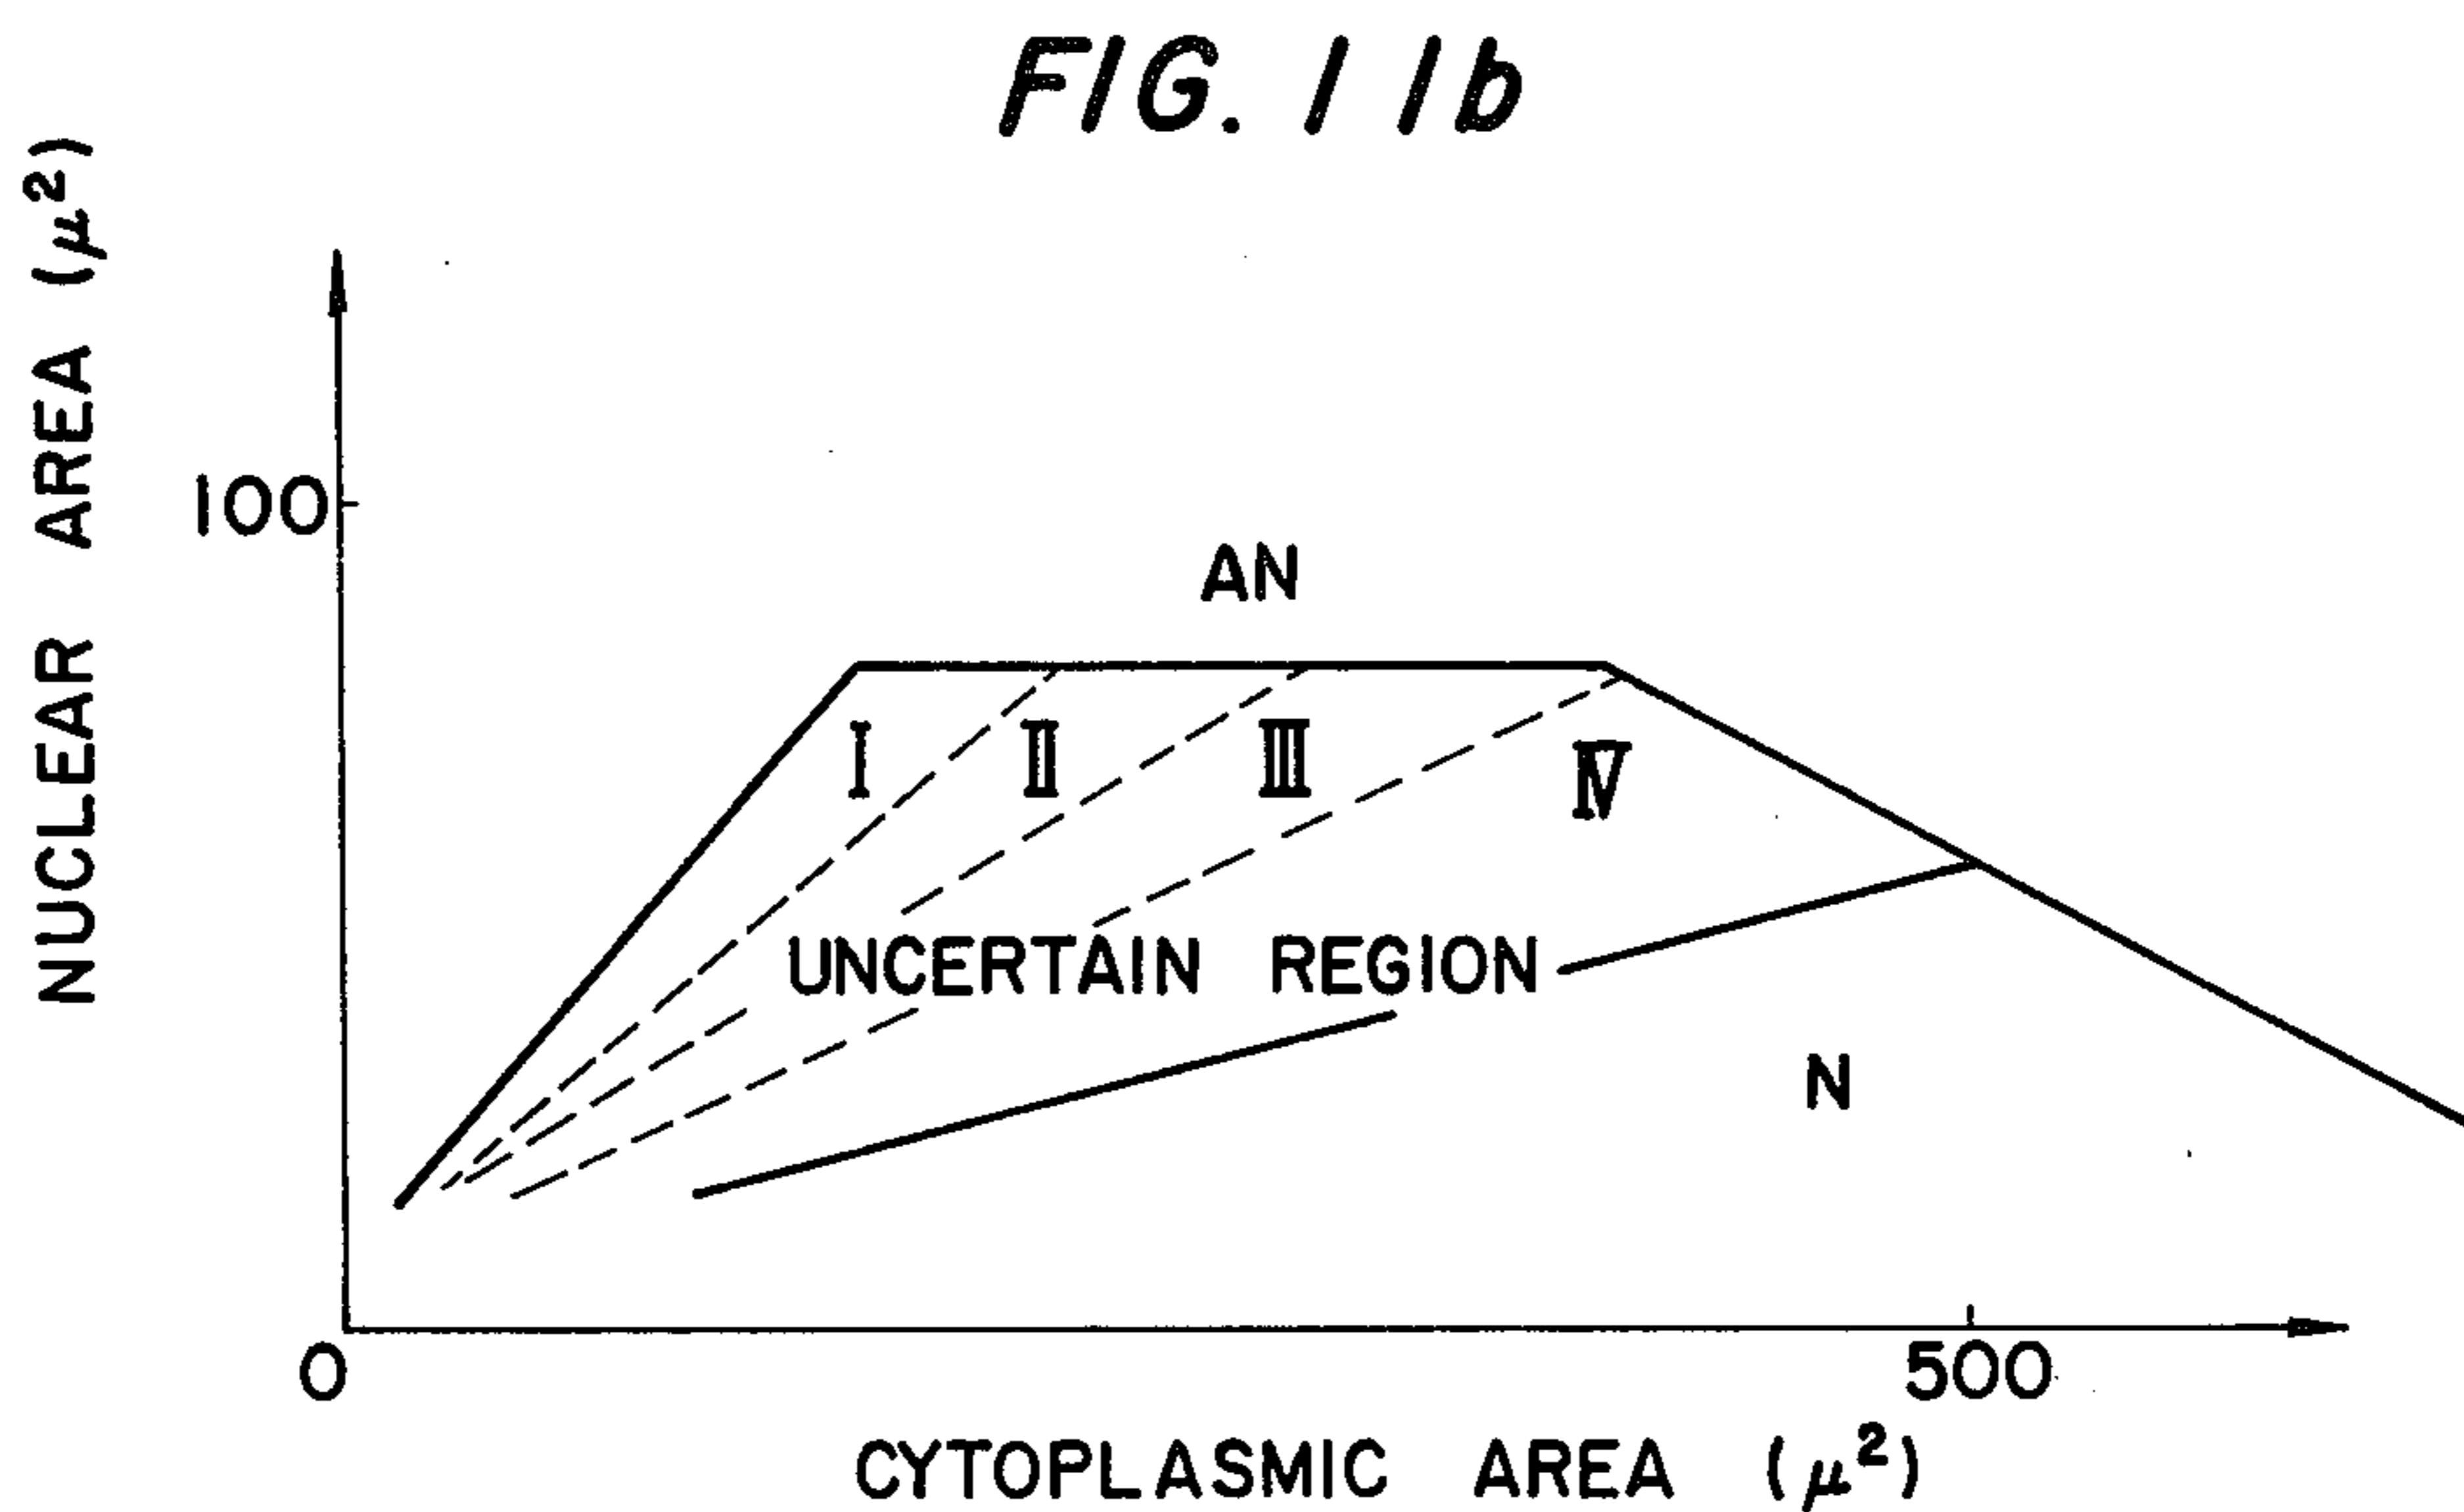 FIG. 11b
NUCLEAR AREA (μ²)
100
AN
I II III IV
UNCERTAIN REGION
N
0
500
CYTOPLASMIC AREA (μ²)